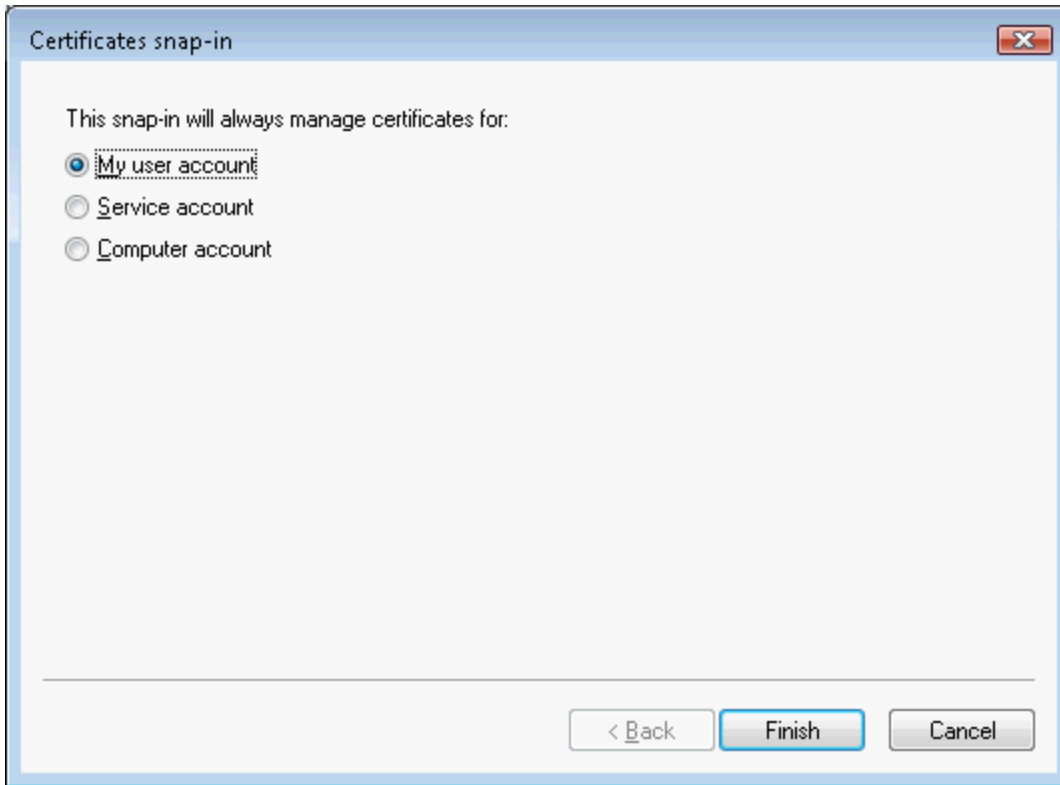 Certificates snap-in
This snap-in will always manage certificates for:
My user account
Service account
Computer account
< Back
Finish
Cancel